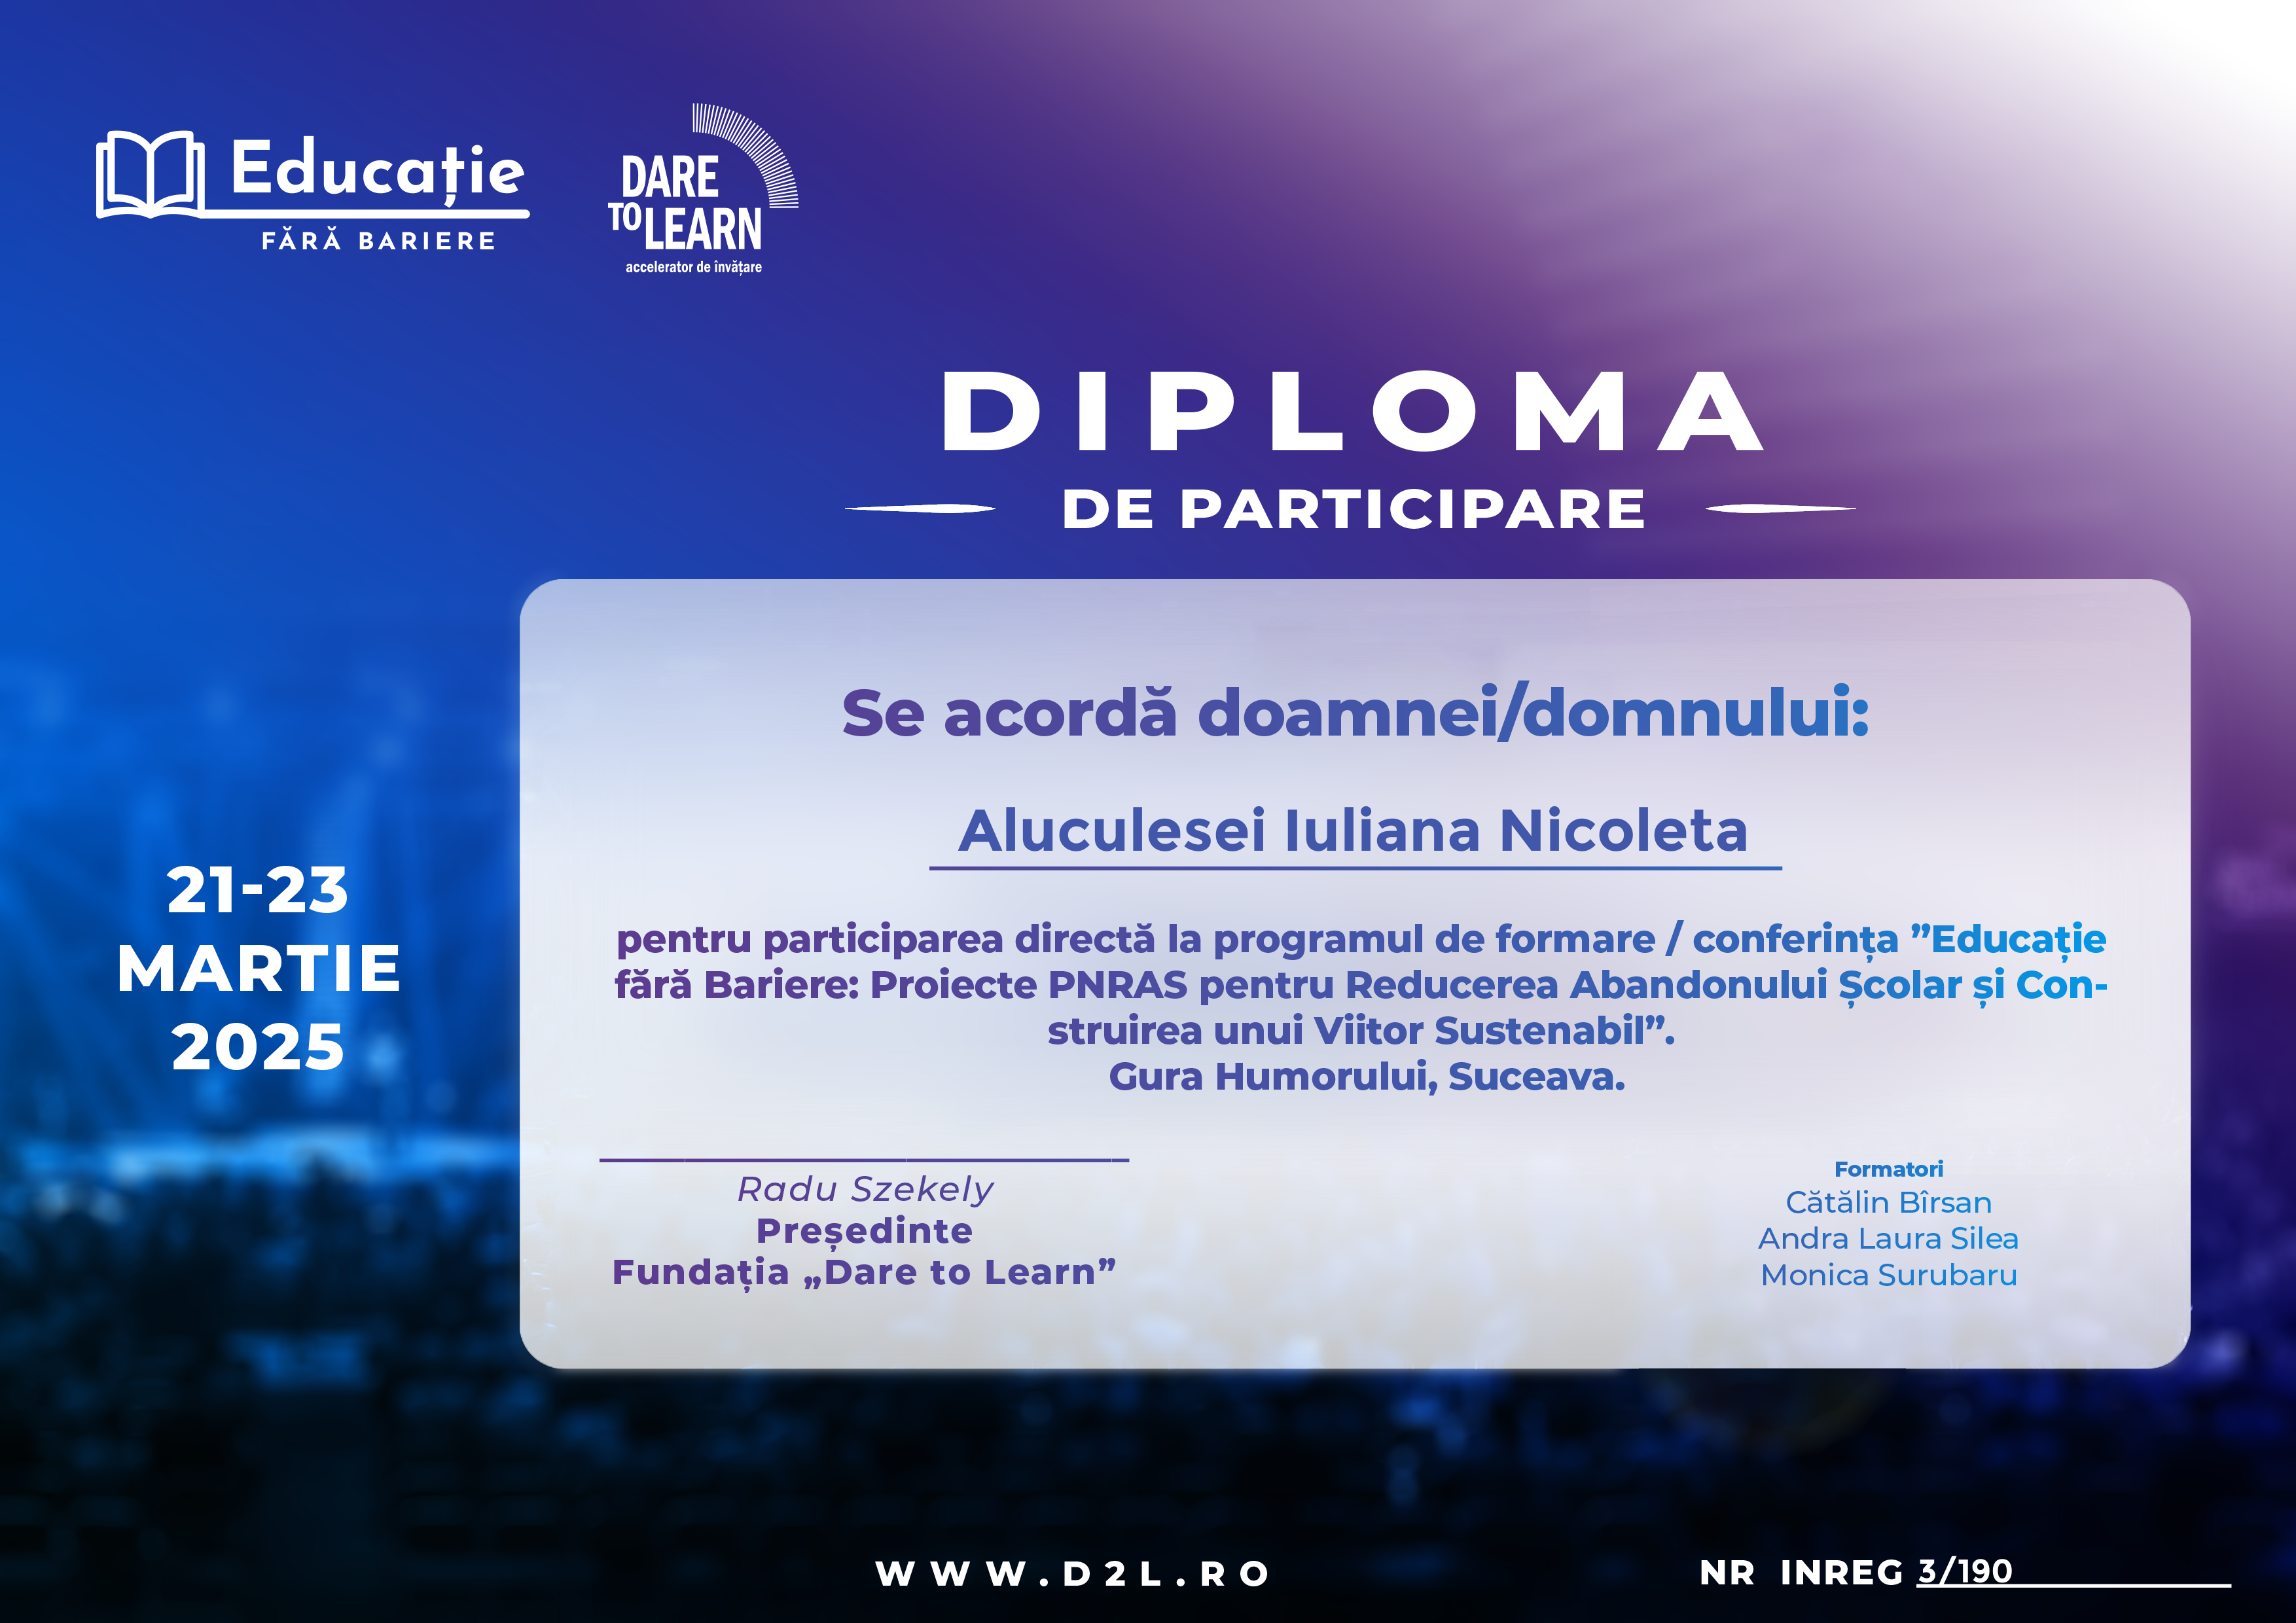 Educație
FĂRĂ BARIERE
DARE
TO LEARN
accelerator de învățare
DIPLOMA
DE PARTICIPARE
Se acordă doamnei/domnului:
Aluculesei Iuliana Nicoleta
pentru participarea directă la programul de formare / conferința ”Educație
fără Bariere: Proiecte PNRAS pentru Reducerea Abandonului Școlar și Con-
struirea unui Viitor Sustenabil”.
Gura Humorului, Suceava.
21-23
MARTIE
2025
Radu Szekely
Președinte
Fundația „Dare to Learn”
Formatori
Cătălin Bîrsan
Andra Laura Silea
Monica Surubaru
WWW.D2L.RO
NR INREG 3/190